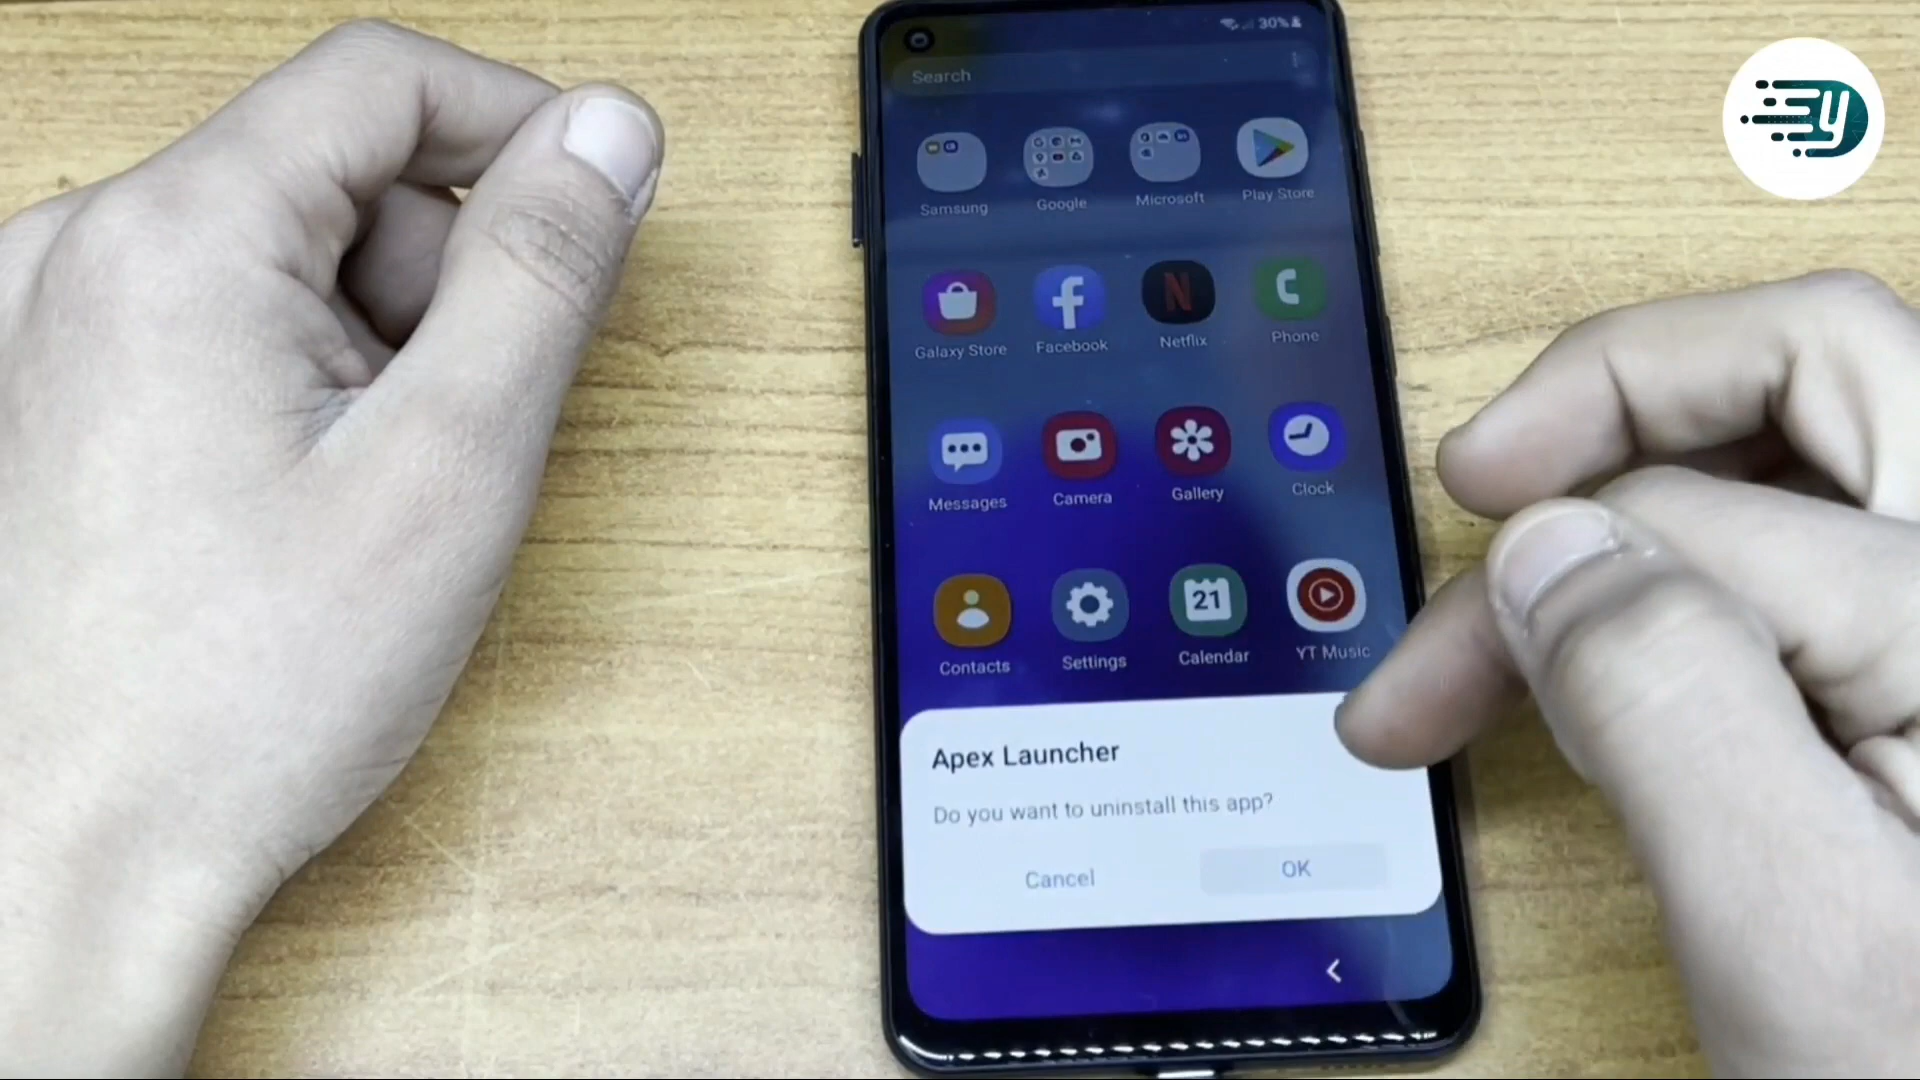 30%
Search
Samsung Google Microsoft Play Store
Galaxy Store Facebook Netflix Phone
Messages Camera Gallery Clock
21
Contacts Settings Calendar YT Music
Apex Launcher
Do you want to uninstall this app?
Cancel OK